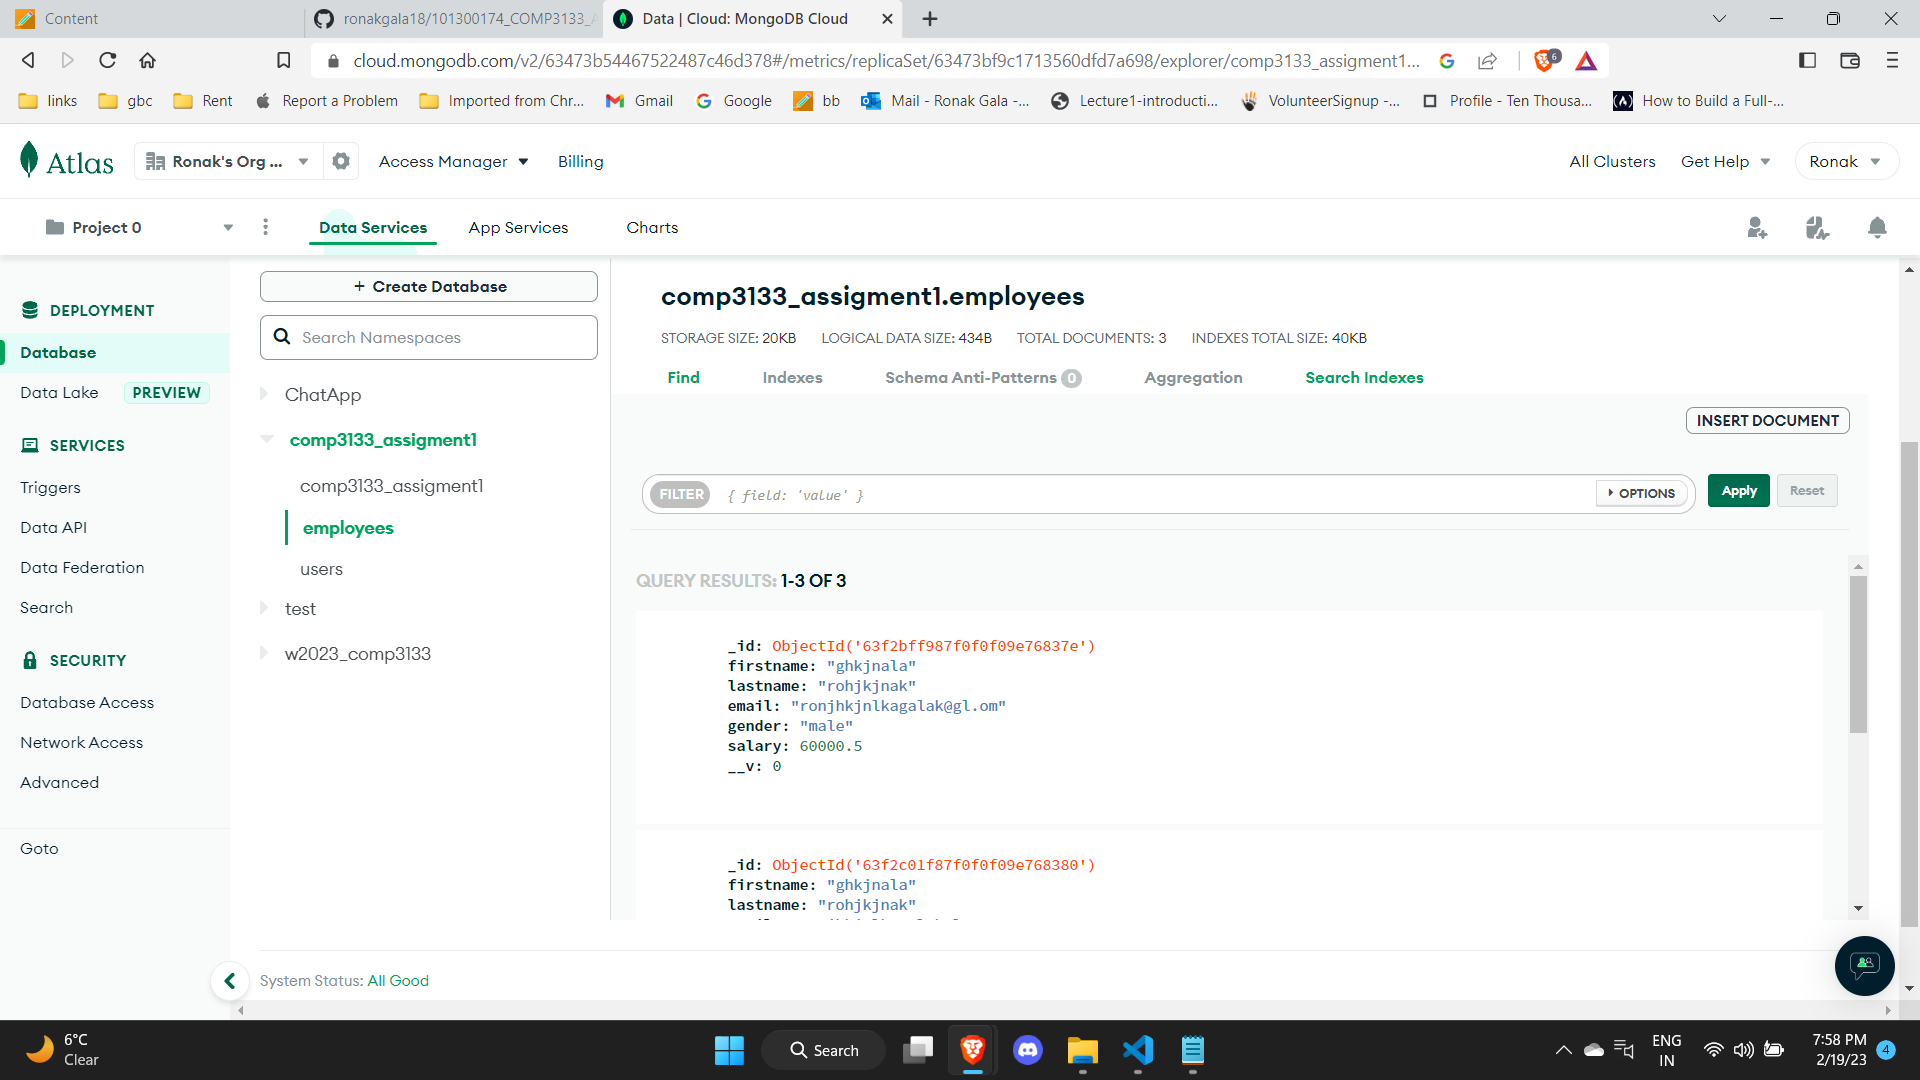 Content
ronakgala18/101300174_COMP3133_A
Data | Cloud: MongoDB Cloud
cloud.mongodb.com/v2/63473b54467522487c46d378#/metrics/replicaSet/63473bf9c1713560dfd7a698/explorer/comp3133_assigment1...
6
links
gbc
Rent
Report a Problem
Imported from Chr...
Gmail
Google
bb
Mail - Ronak Gala -...
Lecture1-introducti...
VolunteerSignup -...
Profile - Ten Thousa...
How to Build a Full-...
Atlas
Ronak's Org ...
Access Manager
Billing
All Clusters
Get Help
Ronak
Project 0
Data Services
App Services
Charts
DEPLOYMENT
Database
Data Lake PREVIEW
SERVICES
Triggers
Data API
Data Federation
Search
SECURITY
Database Access
Network Access
Advanced
Goto
+ Create Database
Search Namespaces
ChatApp
comp3133_assigment1
comp3133_assigment1
employees
users
test
w2023_comp3133
comp3133_assigment1.employees
STORAGE SIZE: 20KB LOGICAL DATA SIZE: 434B TOTAL DOCUMENTS: 3 INDEXES TOTAL SIZE: 40KB
Find
Indexes
Schema Anti-Patterns 0
Aggregation
Search Indexes
INSERT DOCUMENT
FILTER { field: 'value' }
OPTIONS
Apply
Reset
QUERY RESULTS: 1-3 OF 3
_id: ObjectId('63f2bff987f0f0f09e76837e')
firstname: "ghkjnala"
lastname: "rohjkjnak"
email: "ronjhkjnlkagalak@gl.om"
gender: "male"
salary: 60000.5
__v: 0
_id: ObjectId('63f2c01f87f0f0f09e768380')
firstname: "ghkjnala"
lastname: "rohjkjnak"
System Status: All Good
6°C
Clear
Search
ENG
IN
7:58 PM
2/19/23
4